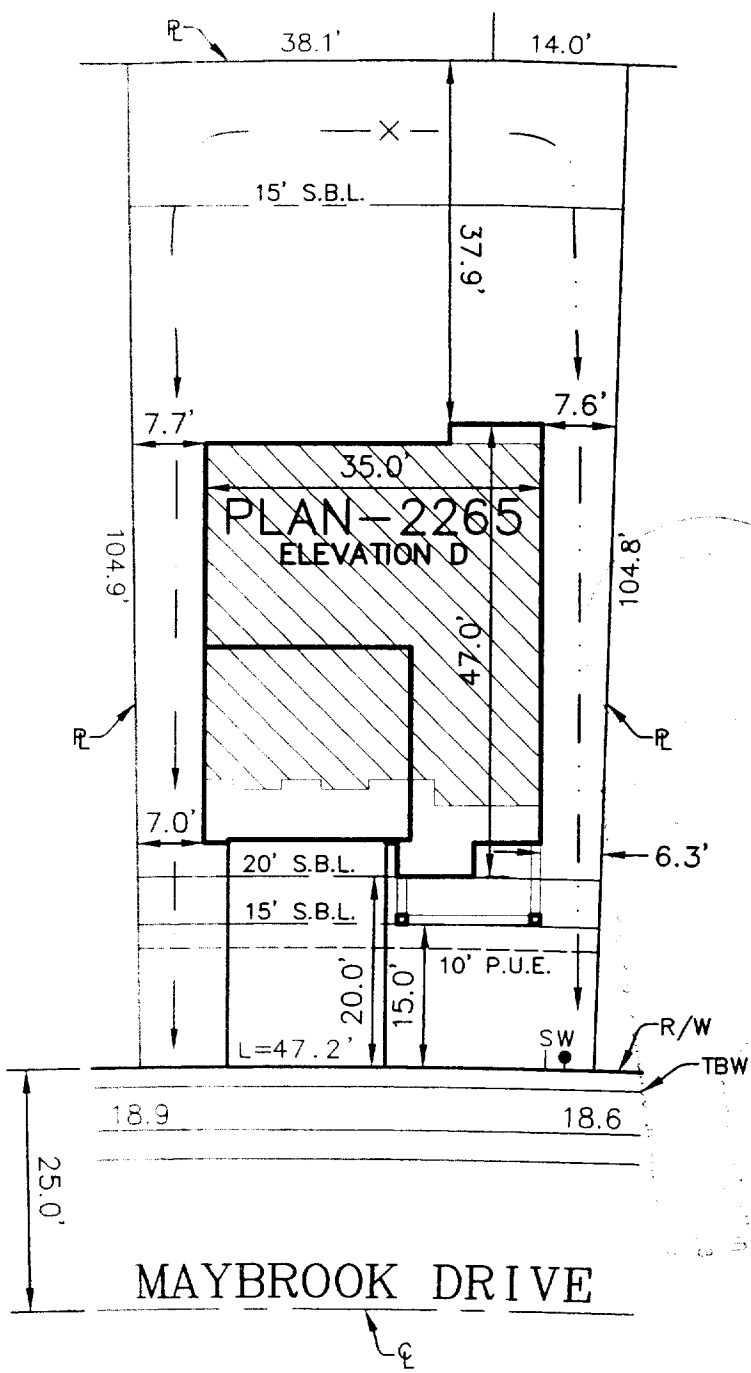 PL 38.1' 14.0'
X
15' S.B.L.
37.9'
7.7' 7.6'
35.0'
PLAN-2265
ELEVATION D
104.9' 104.8'
47.0'
PL PL
7.0' 6.3'
20' S.B.L.
15' S.B.L.
10' P.U.E.
20.0' 15.0'
L=47.2' SW
R/W
TBW
18.9 18.6
25.0'
MAYBROOK DRIVE
CL